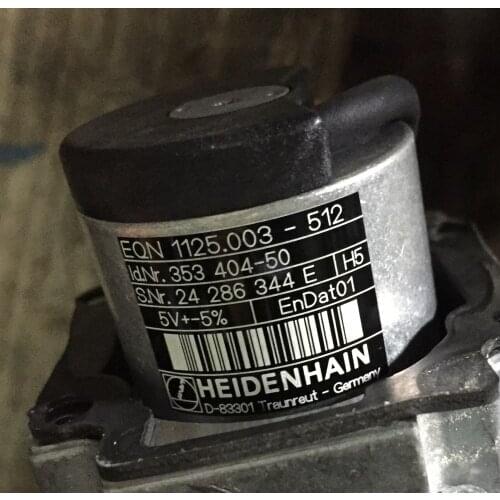 EQN 1125.003 - 512
Id.Nr. 353 404-50
S.Nr. 24 286 344 E H5
5V+-5% EnDat01
HEIDENHAIN
D-83301 Traunreut - Germany